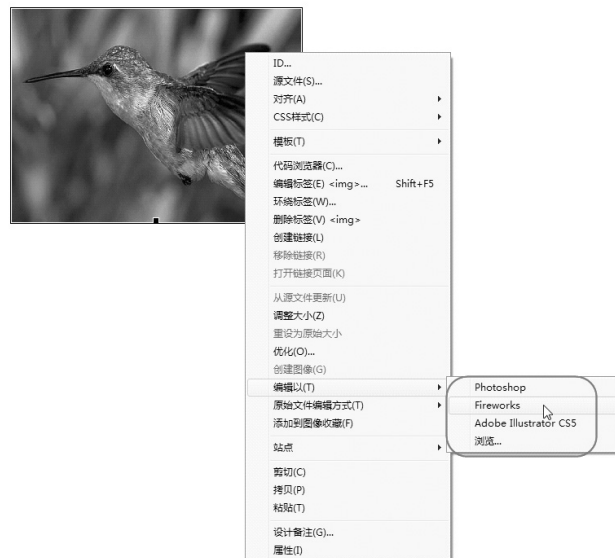 ID...
源文件(S)...
对齐(A)
CSS样式(C)
模板(T)
代码浏览器(C)...
编辑标签(E) <img>... Shift+F5
环绕标签(W)...
删除标签(V) <img>
创建链接(L)
移除链接(R)
打开链接页面(K)
从源文件更新(U)
调整大小(Z)
重设为原始大小
优化(O)...
创建图像(G)
编辑以(T)
Photoshop
Fireworks
Adobe Illustrator CS5
浏览...
原始文件编辑方式(T)
添加到图像收藏(F)
站点
剪切(C)
拷贝(P)
粘贴(T)
设计备注(G)...
属性(I)